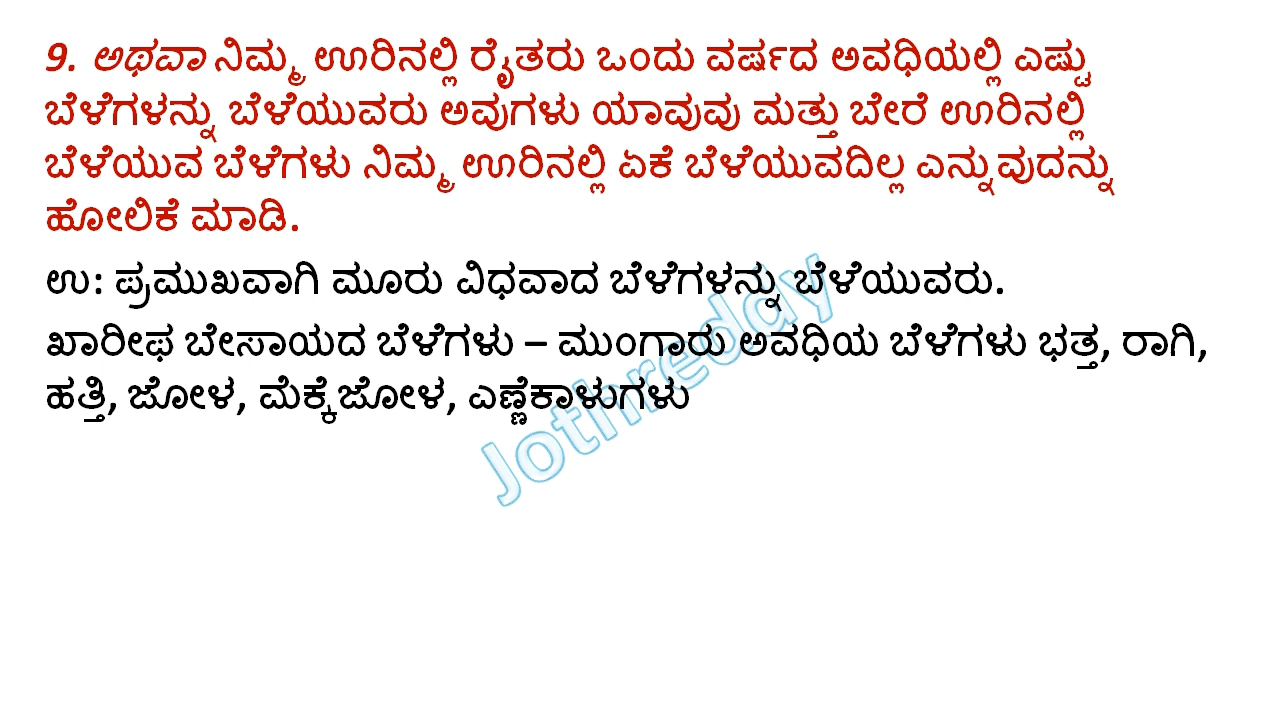 9. ಅಥವಾ ನಿಮ್ಮ ಊರಿನಲ್ಲಿ ರೈತರು ಒಂದು ವರ್ಷದ ಅವಧಿಯಲ್ಲಿ ಎಷ್ಟು
ಬೆಳೆಗಳನ್ನು ಬೆಳೆಯುವರು ಅವುಗಳು ಯಾವುವು ಮತ್ತು ಬೇರೆ ಊರಿನಲ್ಲಿ
ಬೆಳೆಯುವ ಬೆಳೆಗಳು ನಿಮ್ಮ ಊರಿನಲ್ಲಿ ಏಕೆ ಬೆಳೆಯುವದಿಲ್ಲ ಎನ್ನುವುದನ್ನು
ಹೋಲಿಕೆ ಮಾಡಿ.
ಉ: ಪ್ರಮುಖವಾಗಿ ಮೂರು ವಿಧವಾದ ಬೆಳೆಗಳನ್ನು ಬೆಳೆಯುವರು.
ಖಾರೀಫ ಬೇಸಾಯದ ಬೆಳೆಗಳು – ಮುಂಗಾರು ಅವಧಿಯ ಬೆಳೆಗಳು ಭತ್ತ, ರಾಗಿ,
ಹತ್ತಿ, ಜೋಳ, ಮೆಕ್ಕೆಜೋಳ, ಎಣ್ಣೆಕಾಳುಗಳು
Jothreddy